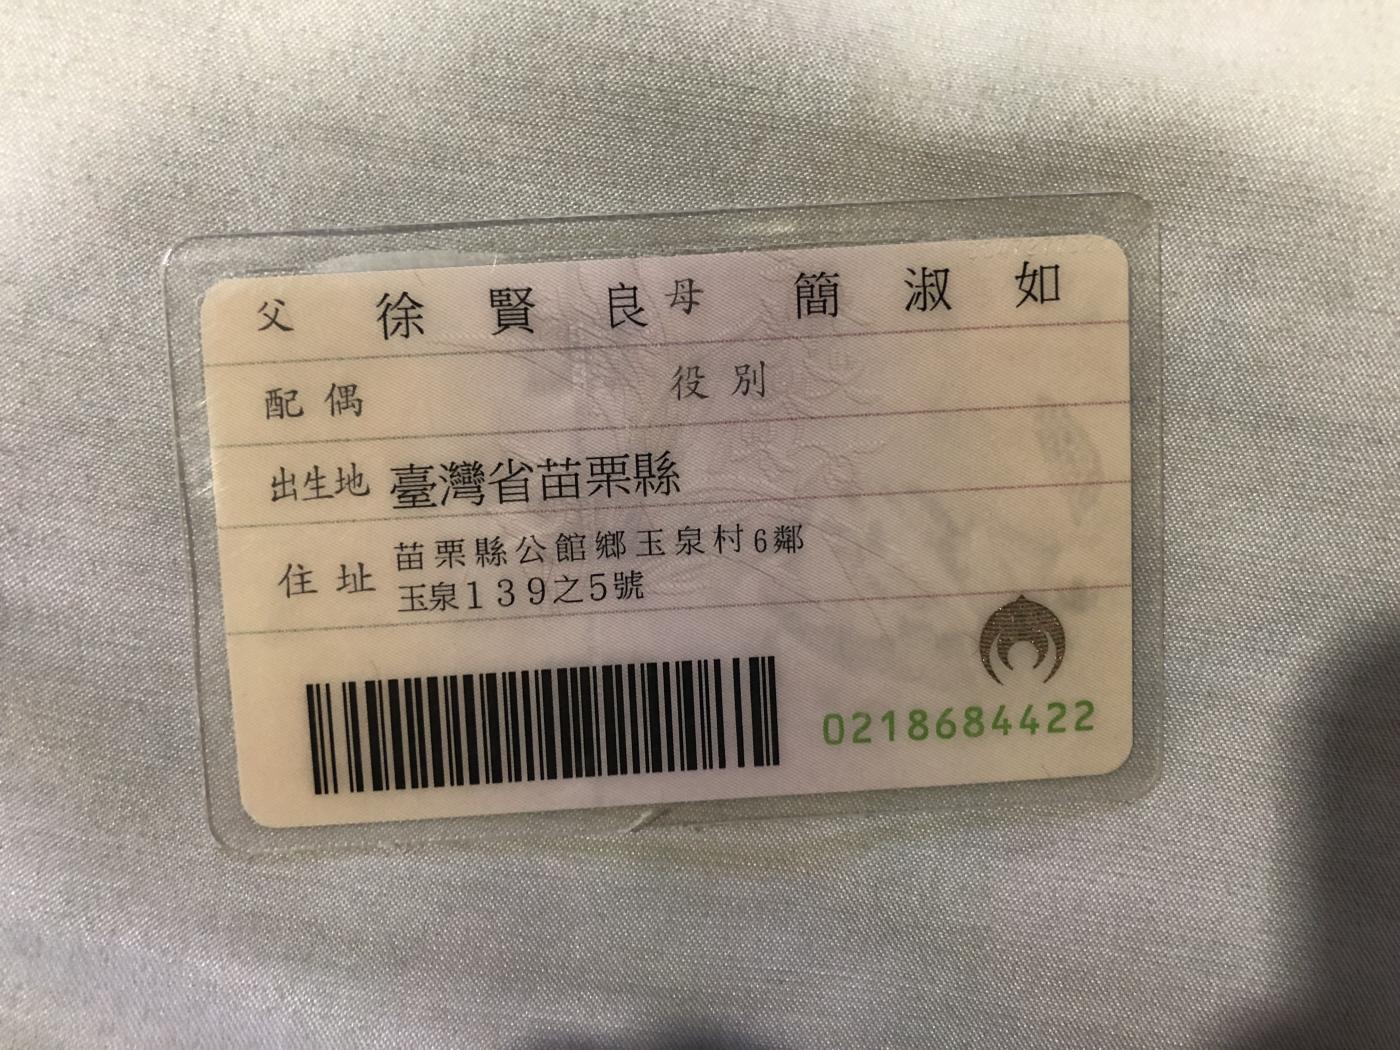 父 徐賢良 母 簡淑如
配偶 役別
出生地 臺灣省苗栗縣
住址 苗栗縣公館鄉玉泉村6鄰
玉泉139之5號
0218684422